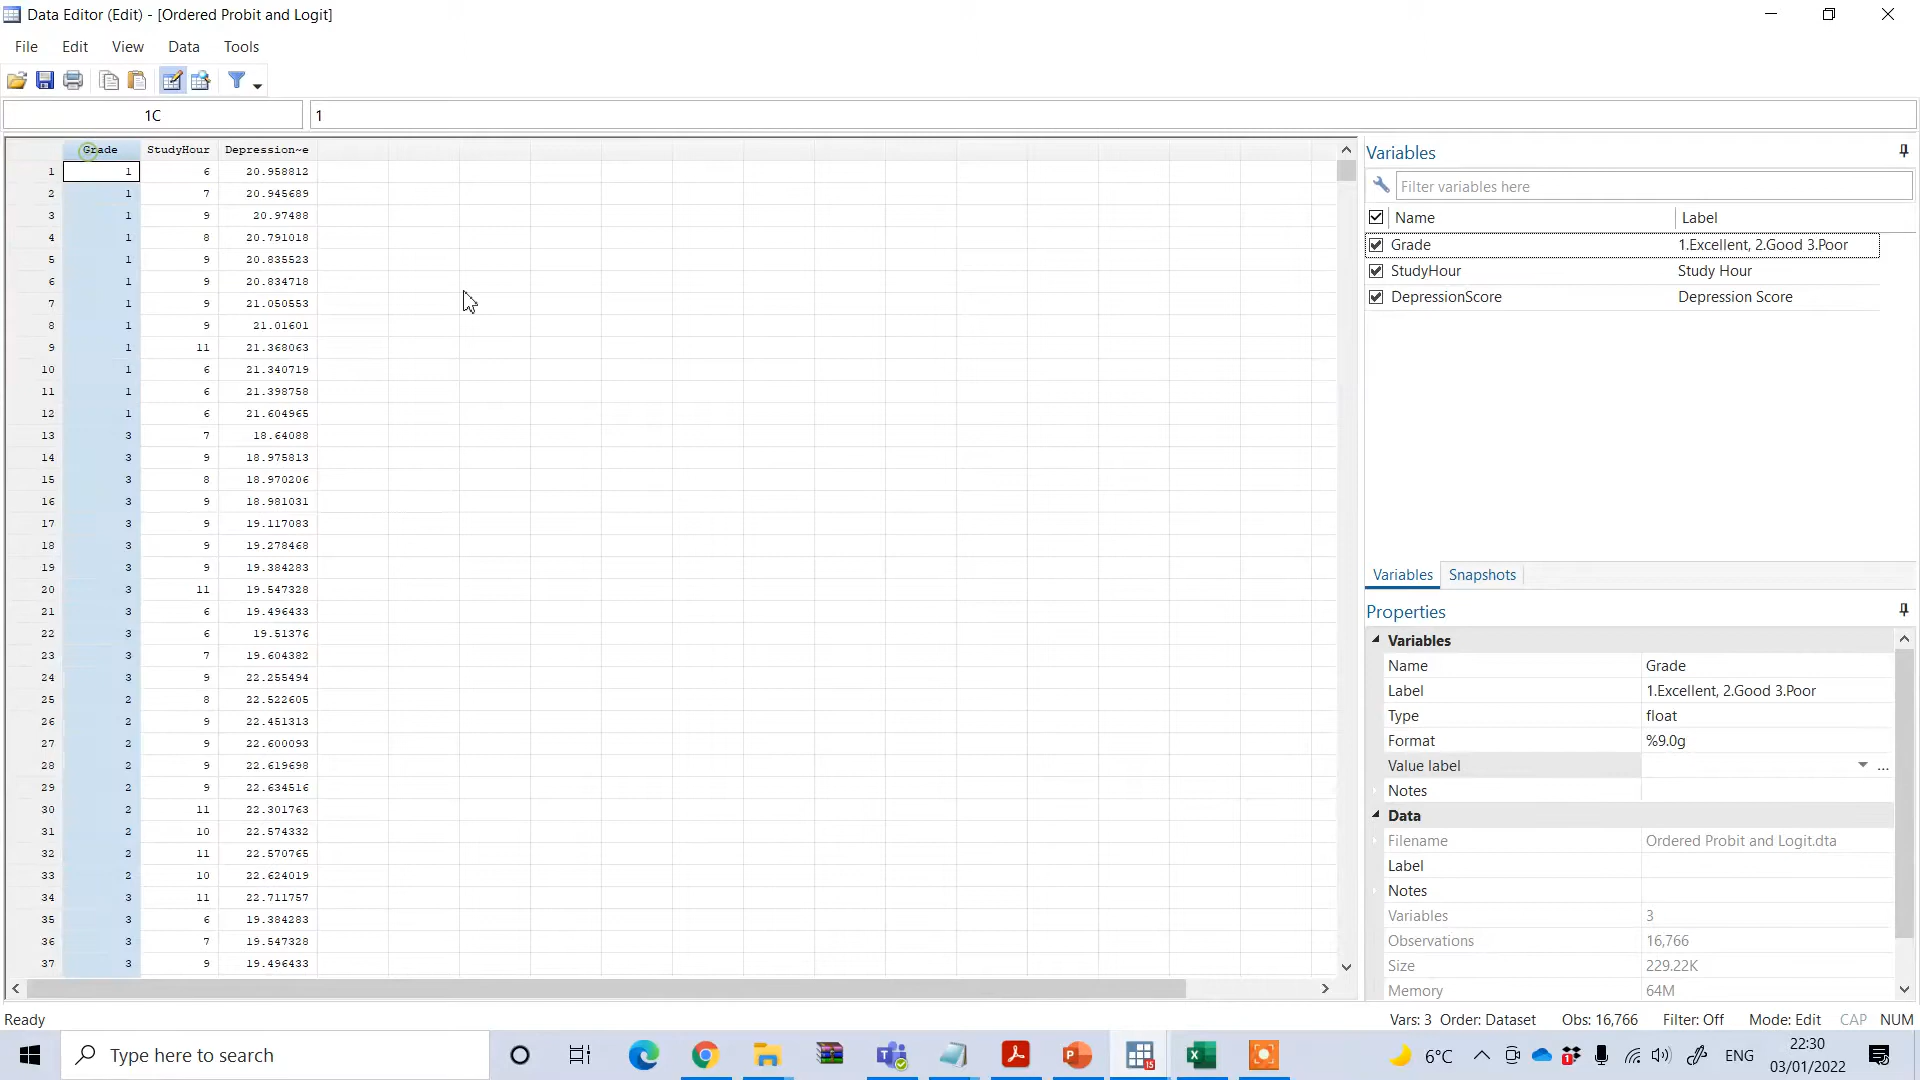 Data Editor (Edit) - [Ordered Probit and Logit]
File Edit View Data Tools
1C 1
Grade StudyHour Depression~e
1 1 6 20.958812
2 1 7 20.945689
3 1 9 20.97488
4 1 8 20.791018
5 1 9 20.835523
6 1 9 20.834718
7 1 9 21.050553
8 1 9 21.01601
9 1 11 21.368063
10 1 6 21.340719
11 1 6 21.398758
12 1 6 21.604965
13 3 7 18.64088
14 3 9 18.975813
15 3 8 18.970206
16 3 9 18.981031
17 3 9 19.117083
18 3 9 19.278468
19 3 9 19.384283
20 3 11 19.547328
21 3 6 19.496433
22 3 6 19.51376
23 3 7 19.604382
24 3 9 22.255494
25 2 8 22.522605
26 2 9 22.451313
27 2 9 22.600093
28 2 9 22.619698
29 2 9 22.634516
30 2 11 22.301763
31 2 10 22.574332
32 2 11 22.570765
33 2 10 22.624019
34 3 11 22.711757
35 3 6 19.384283
36 3 7 19.547328
37 3 9 19.496433
Variables
Filter variables here
Name Label
Grade 1.Excellent, 2.Good 3.Poor
StudyHour Study Hour
DepressionScore Depression Score
Variables Snapshots
Properties
Variables
Name Grade
Label 1.Excellent, 2.Good 3.Poor
Type float
Format %9.0g
Value label ...
Notes
Data
Filename Ordered Probit and Logit.dta
Label
Notes
Variables 3
Observations 16,766
Size 229.22K
Memory 64M
Ready Vars: 3 Order: Dataset Obs: 16,766 Filter: Off Mode: Edit CAP NUM
Type here to search 6°C ENG 22:30
03/01/2022